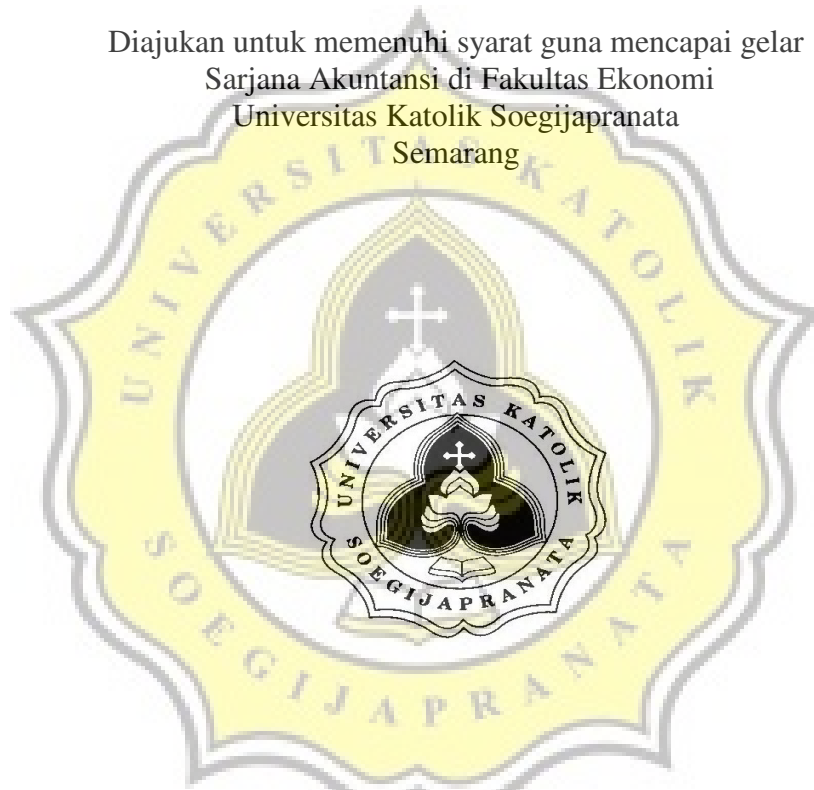 Diajukan untuk memenuhi syarat guna mencapai gelar
Sarjana Akuntansi di Fakultas Ekonomi
Universitas Katolik Soegijapranata
Semarang
UNIVERSITAS KATOLIK
SOEGIJAPRANATA
UNIVERSITAS KATOLIK
SOEGIJAPRANATA